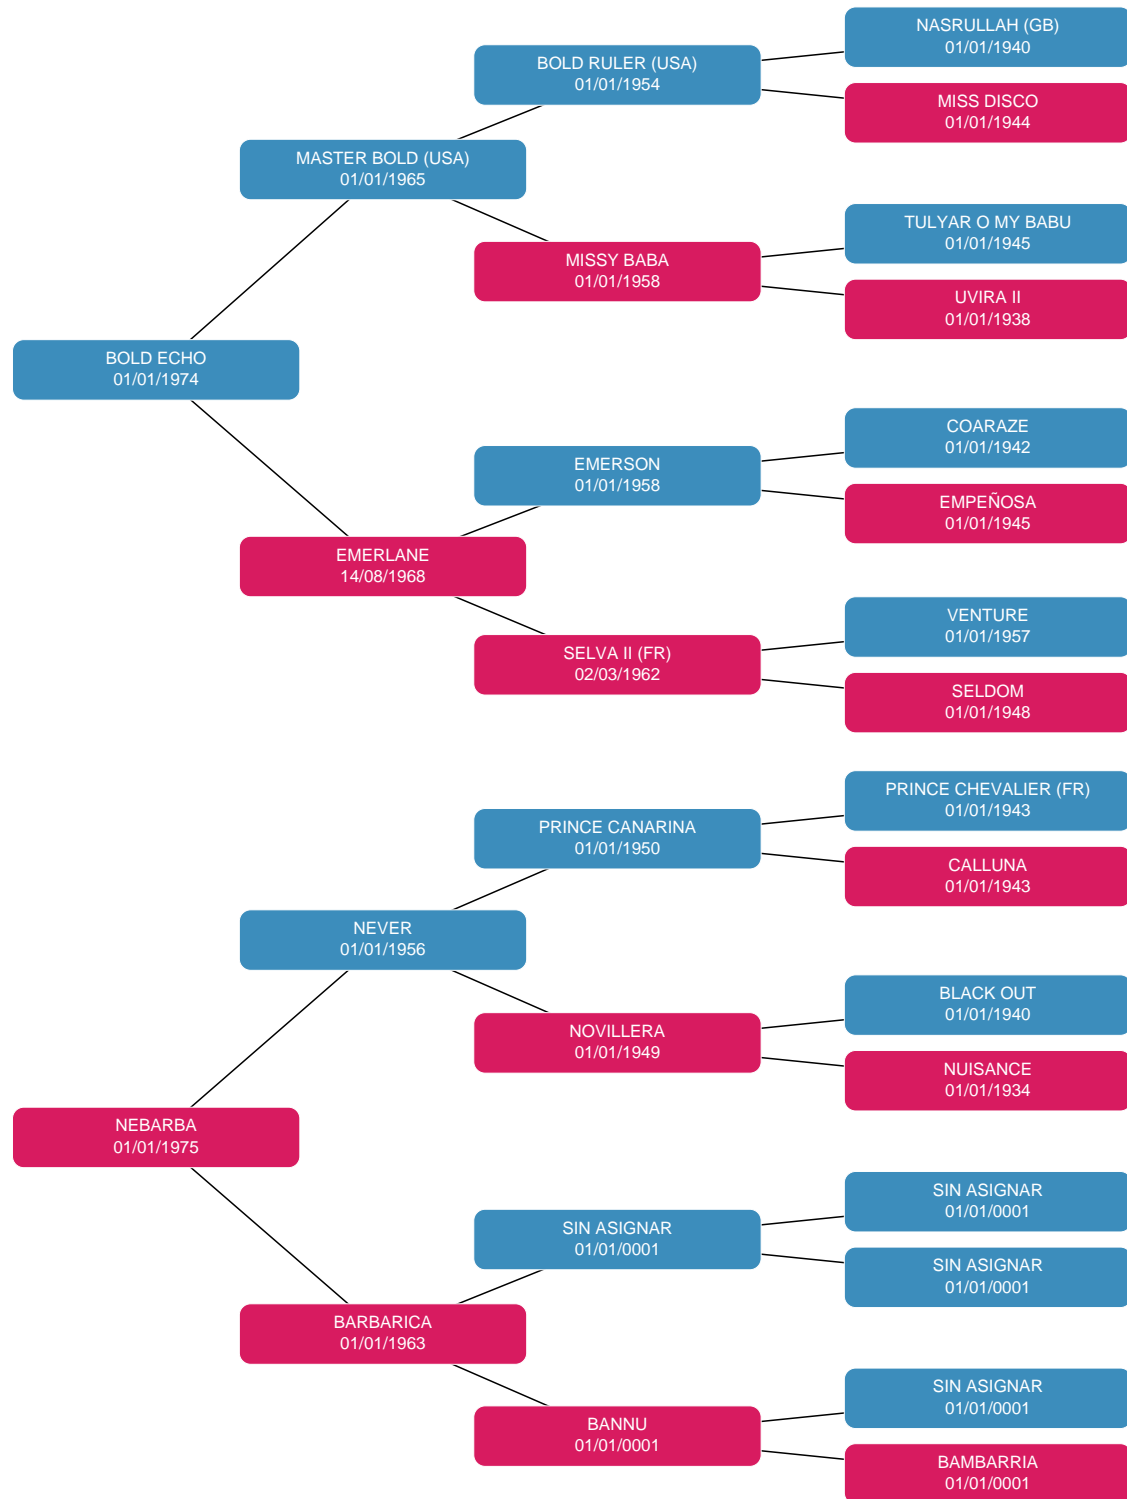 NASRULLAH (GB)
01/01/1940
BOLD RULER (USA)
01/01/1954
MISS DISCO
01/01/1944
MASTER BOLD (USA)
01/01/1965
TULYAR O MY BABU
01/01/1945
MISSY BABA
01/01/1958
UVIRA II
01/01/1938
BOLD ECHO
01/01/1974
COARAZE
01/01/1942
EMERSON
01/01/1958
EMPEÑOSA
01/01/1945
EMERLANE
14/08/1968
VENTURE
01/01/1957
SELVA II (FR)
02/03/1962
SELDOM
01/01/1948
PRINCE CHEVALIER (FR)
01/01/1943
PRINCE CANARINA
01/01/1950
CALLUNA
01/01/1943
NEVER
01/01/1956
BLACK OUT
01/01/1940
NOVILLERA
01/01/1949
NUISANCE
01/01/1934
NEBARBA
01/01/1975
SIN ASIGNAR
01/01/0001
SIN ASIGNAR
01/01/0001
SIN ASIGNAR
01/01/0001
BARBARICA
01/01/1963
SIN ASIGNAR
01/01/0001
BANNU
01/01/0001
BAMBARRIA
01/01/0001